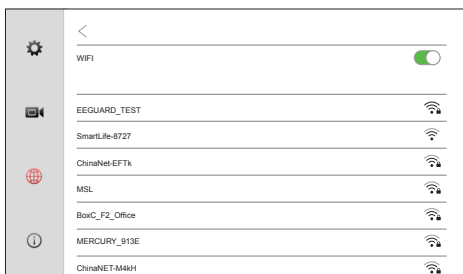 WIFI
EEGUARD_TEST
SmartLife-8727
ChinaNet-EFTk
MSL
BoxC_F2_Office
MERCURY_913E
ChinaNET-M4kH